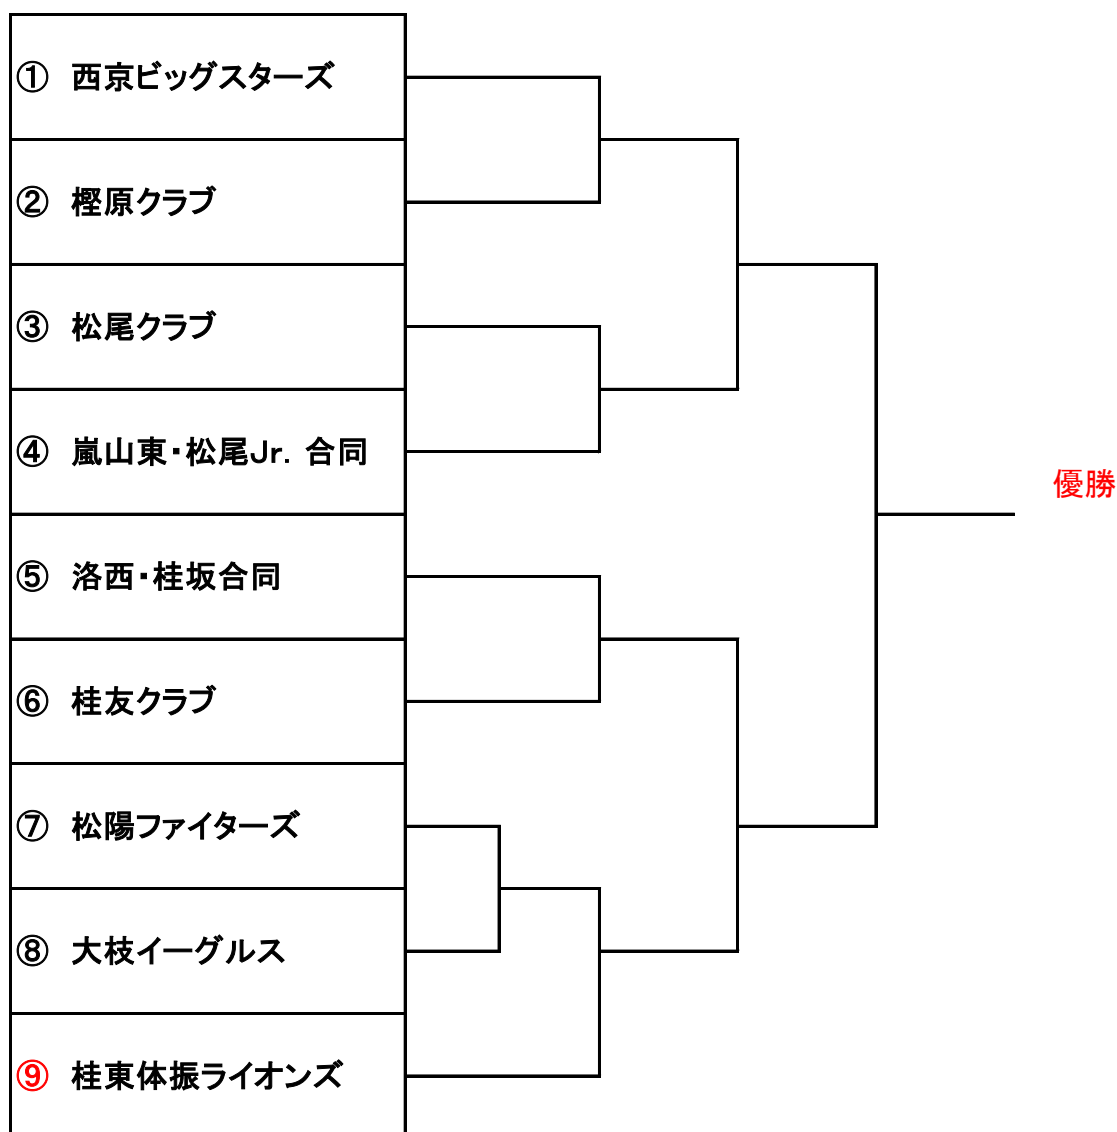 ① 西京ビッグスターズ
② 樫原クラブ
③ 松尾クラブ
④ 嵐山東・松尾Jr. 合同
優勝
⑤ 洛西・桂坂合同
⑥ 桂友クラブ
⑦ 松陽ファイターズ
⑧ 大枝イーグルス
⑨ 桂東体振ライオンズ